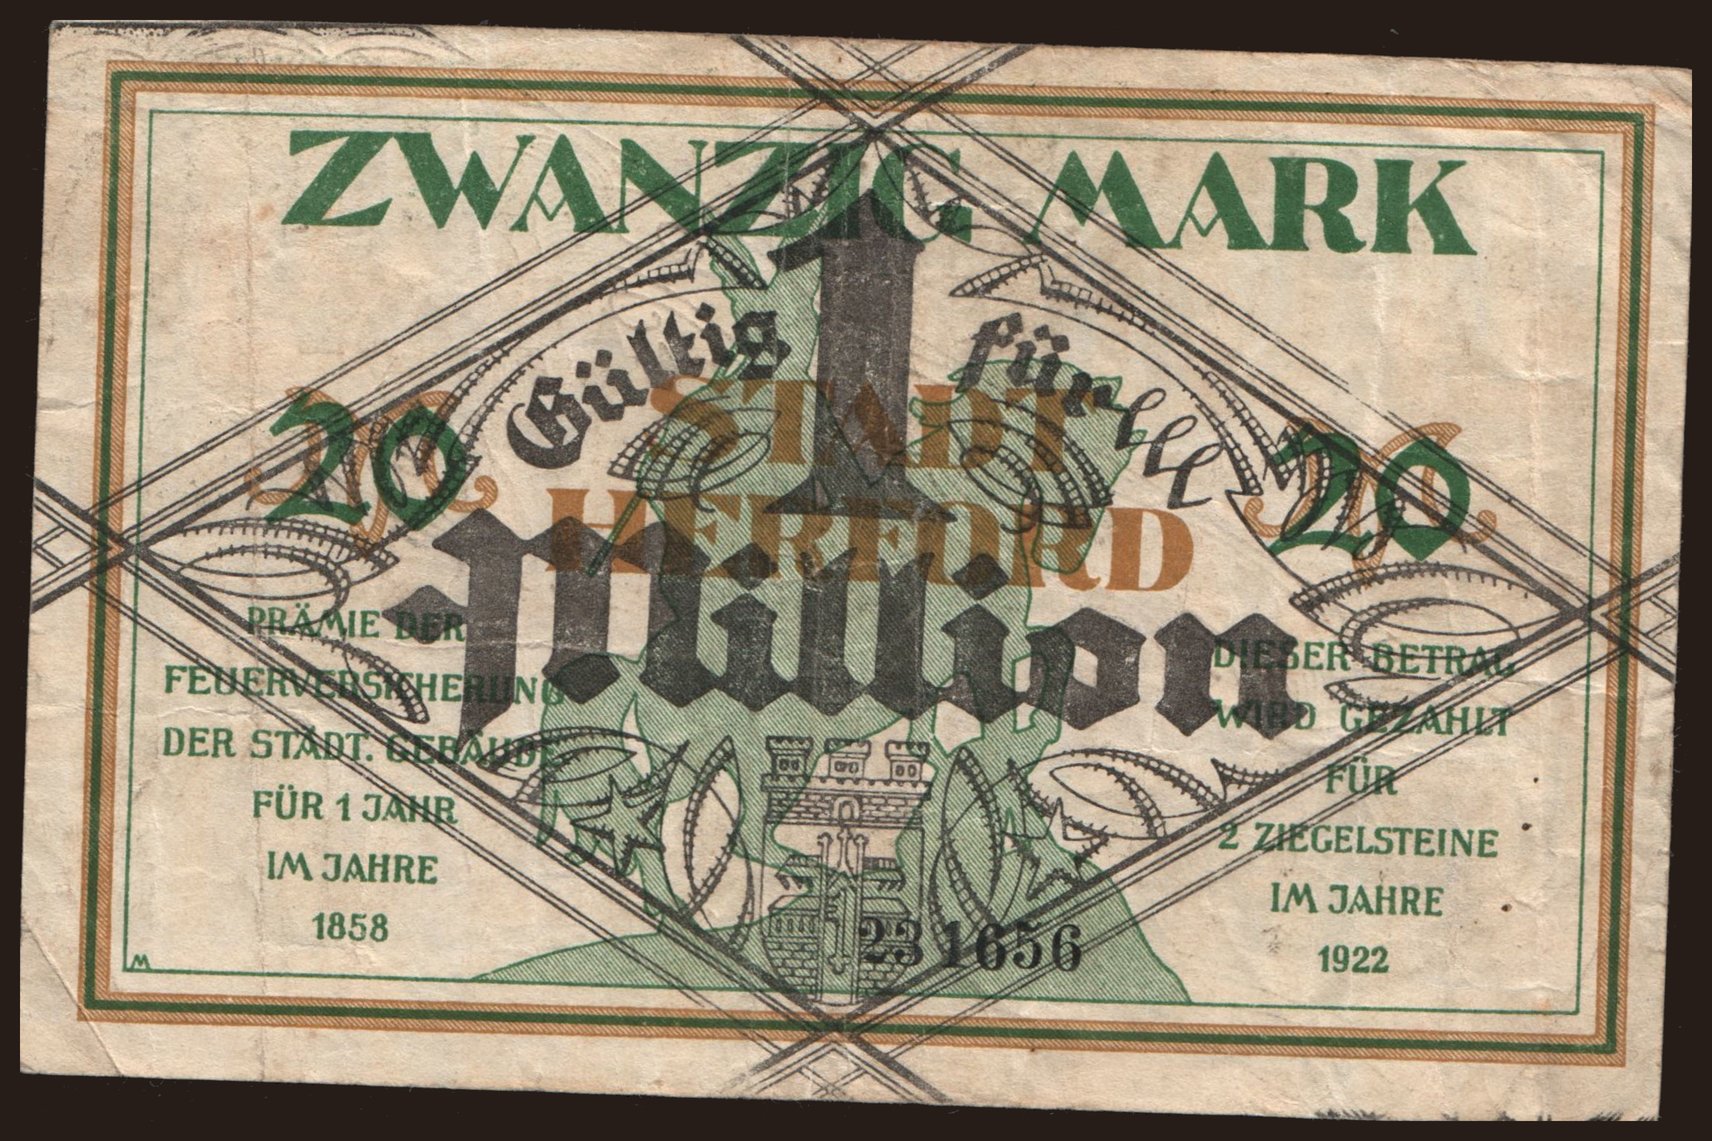 ZWANZIG MARK
Gültig 1 für
20 M STADT 20 M
HERFORD
Million
PRÄMIE DER
FEUERVERSICHERUNG
DER STÄDT. GEBÄUDE
FÜR 1 JAHR
IM JAHRE
1858
DIESER BETRAG
WIRD GEZAHLT
FÜR
2 ZIEGELSTEINE
IM JAHRE
1922
231656
M